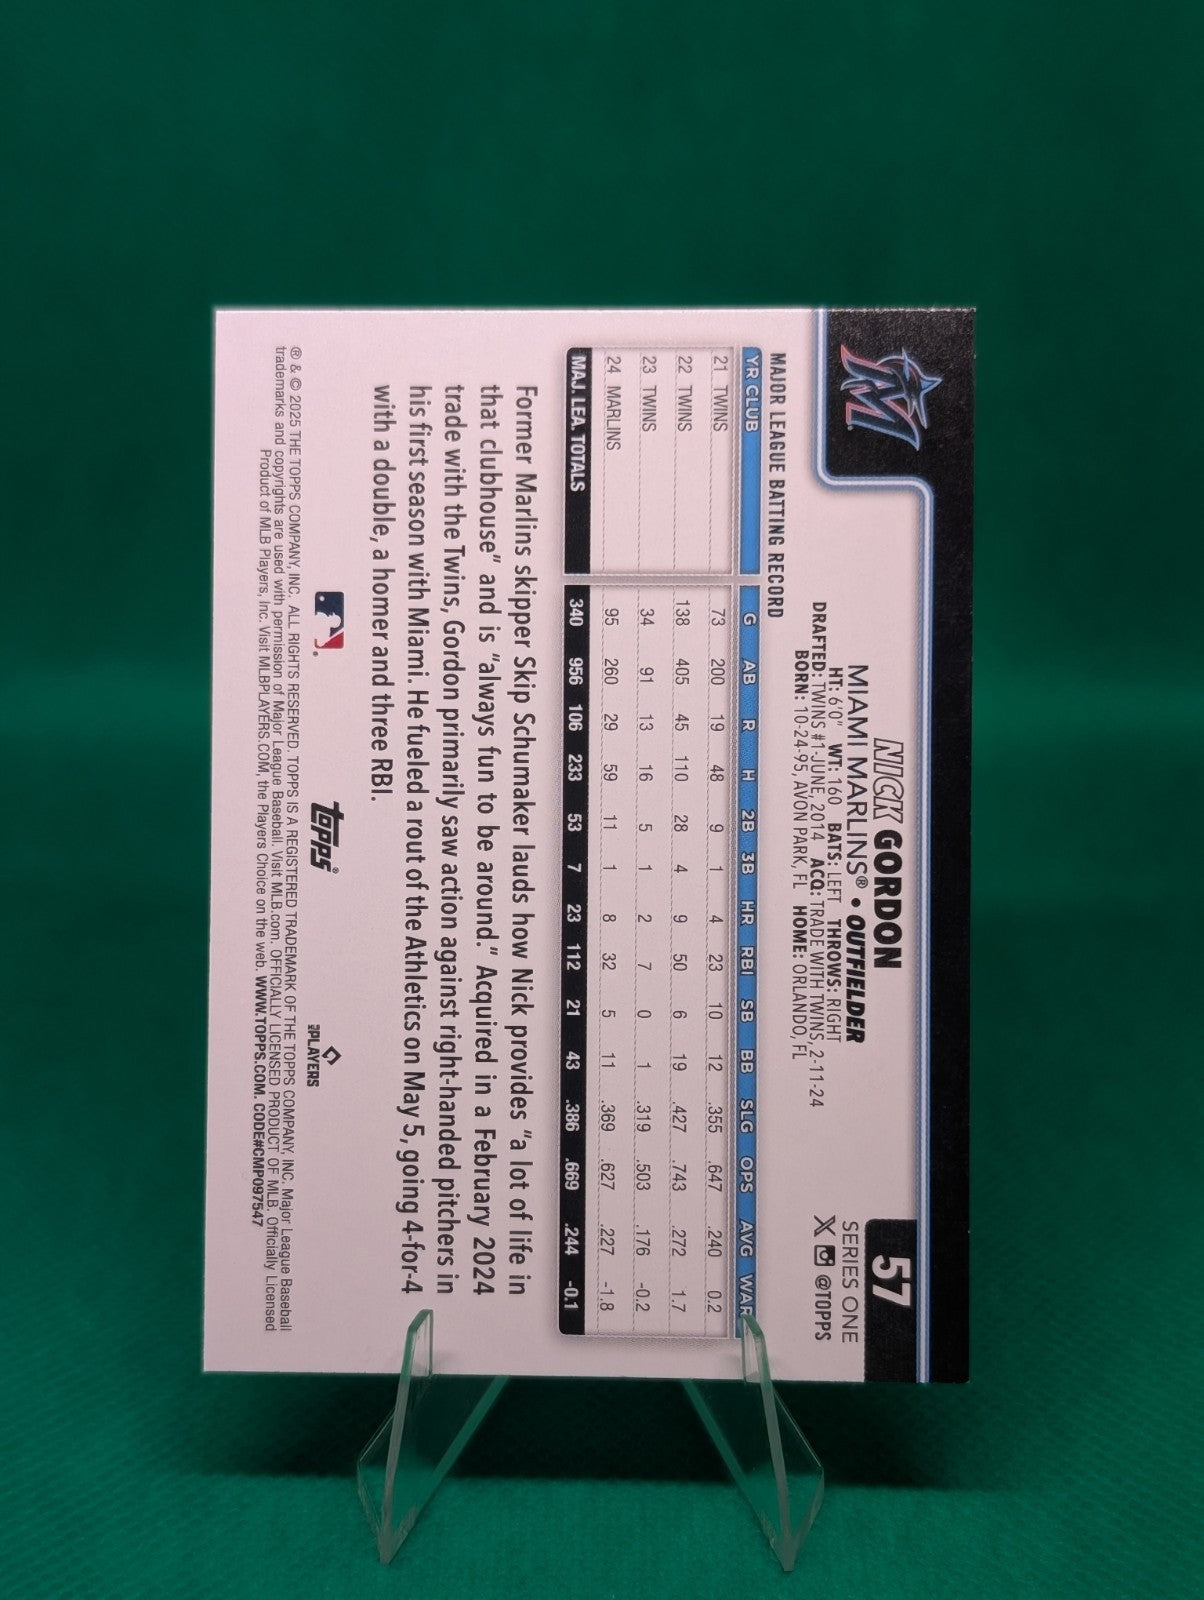 57
SERIES ONE
X @TOPPS
NICK GORDON
MIAMI MARLINS® • OUTFIELDER
HT: 6'0" WT: 160 BATS: LEFT THROWS: RIGHT
DRAFTED: TWINS #1-JUNE, 2014 ACQ: TRADE WITH TWINS, 2-11-24
BORN: 10-24-95, AVON PARK, FL HOME: ORLANDO, FL
MAJOR LEAGUE BATTING RECORD
YR CLUB G AB R H 2B 3B HR RBI SB BB SLG OPS AVG WAR
21 TWINS 73 200 19 48 9 1 4 23 10 12 .355 .647 .240 0.2
22 TWINS 138 405 45 110 28 4 9 50 6 19 .427 .743 .272 1.7
23 TWINS 34 91 13 16 5 1 2 7 0 1 .319 .503 .176 -0.2
24 MARLINS 95 260 29 59 11 1 8 32 5 11 .369 .627 .227 -1.8
MAJ. LEA. TOTALS 340 956 106 233 53 7 23 112 21 43 .386 .669 .244 -0.1
Former Marlins skipper Skip Schumaker lauds how Nick provides "a lot of life in
that clubhouse" and is "always fun to be around." Acquired in a February 2024
trade with the Twins, Gordon primarily saw action against right-handed pitchers in
his first season with Miami. He fueled a rout of the Athletics on May 5, going 4-for-4
with a double, a homer and three RBI.
topps®
MLB PLAYERS
® & © 2025 THE TOPPS COMPANY, INC. ALL RIGHTS RESERVED. TOPPS IS A REGISTERED TRADEMARK OF THE TOPPS COMPANY, INC. Major League Baseball
trademarks and copyrights are used with permission of Major League Baseball. Visit MLB.com. OFFICIALLY LICENSED PRODUCT OF MLB. Officially Licensed
Product of MLB Players, Inc. Visit MLBPLAYERS.COM, the Players Choice on the web. WWW.TOPPS.COM. CODE#CMP097547